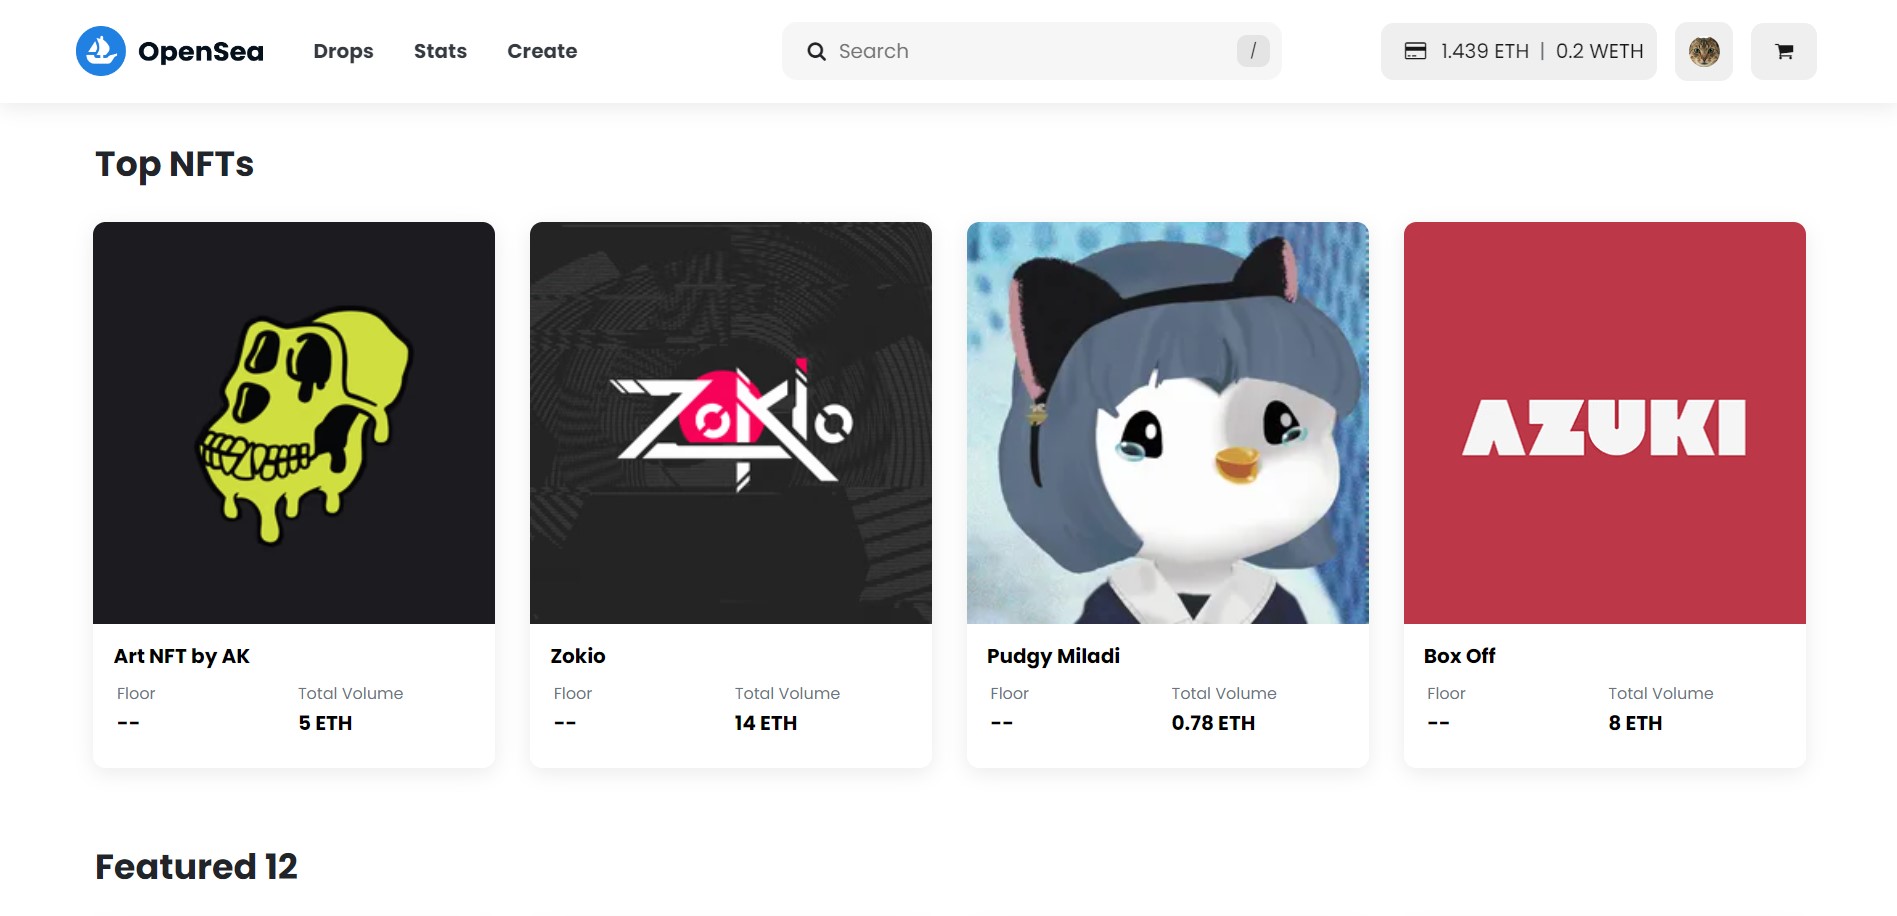 OpenSea Drops Stats Create Search / 1.439 ETH | 0.2 WETH
Top NFTs
Zokio
AZUKI
Art NFT by AK
Floor Total Volume
-- 5 ETH
Zokio
Floor Total Volume
-- 14 ETH
Pudgy Miladi
Floor Total Volume
-- 0.78 ETH
Box Off
Floor Total Volume
-- 8 ETH
Featured 12